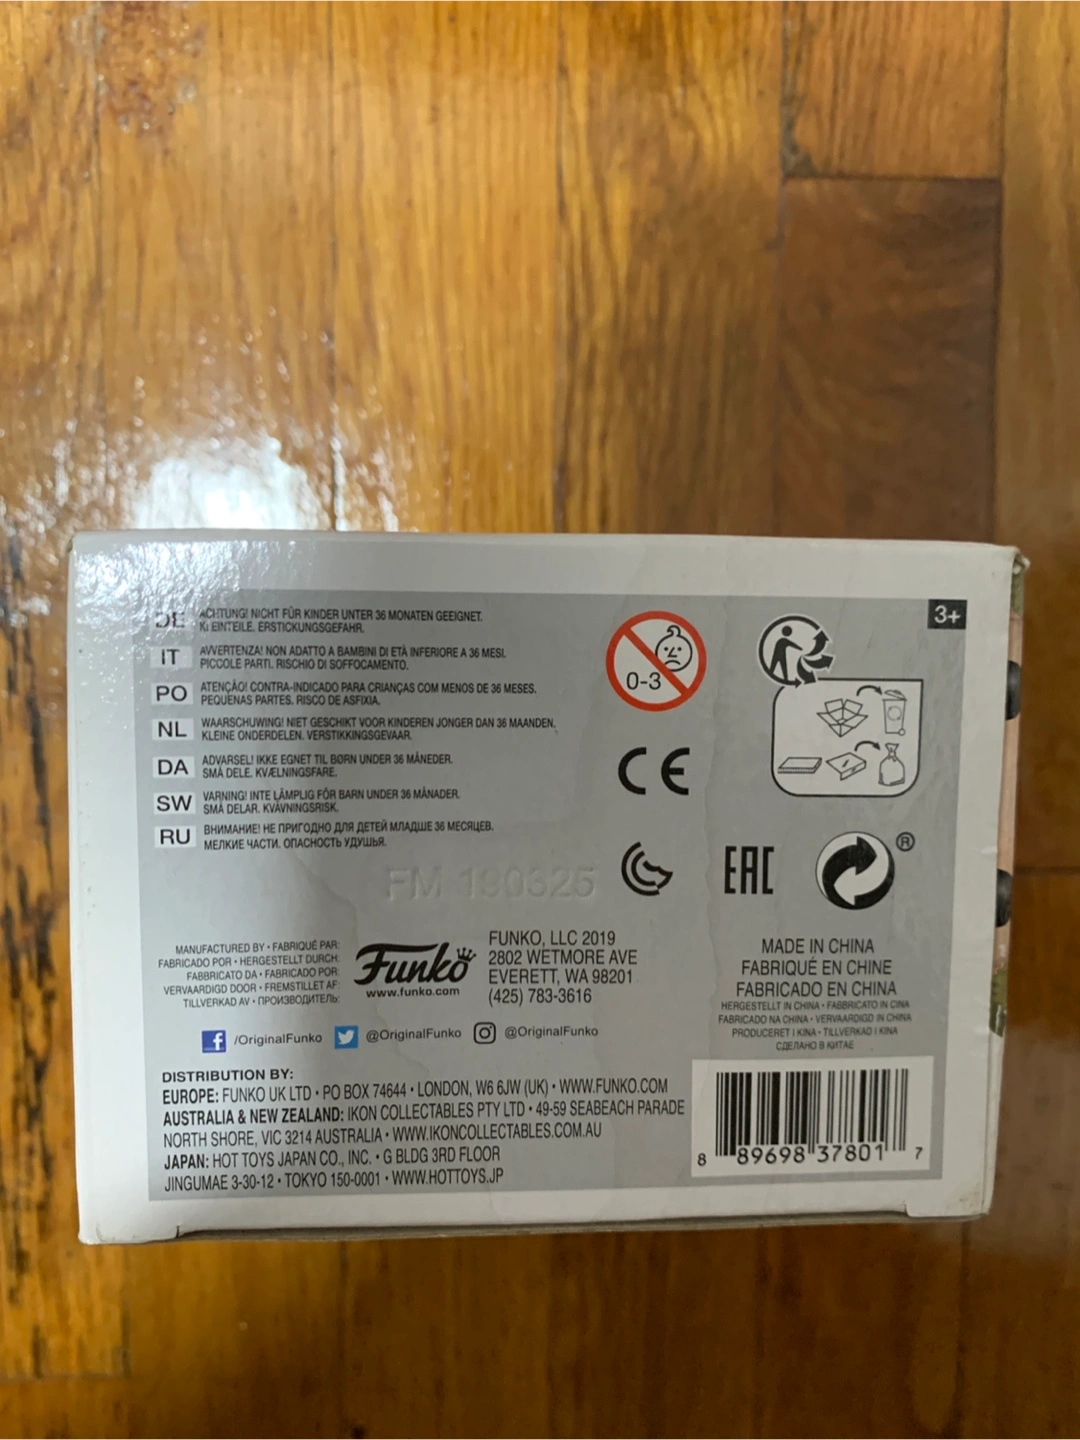 DE ACHTUNG! NICHT FÜR KINDER UNTER 36 MONATEN GEEIGNET.
KLEINTEILE. ERSTICKUNGSGEFAHR.
IT AVVERTENZA! NON ADATTO A BAMBINI DI ETÀ INFERIORE A 36 MESI.
PICCOLE PARTI. RISCHIO DI SOFFOCAMENTO.
PO ATENÇÃO! CONTRA-INDICADO PARA CRIANÇAS COM MENOS DE 36 MESES.
PEQUENAS PARTES. RISCO DE ASFIXIA.
NL WAARSCHUWING! NIET GESCHIKT VOOR KINDEREN JONGER DAN 36 MAANDEN.
KLEINE ONDERDELEN. VERSTIKKINGSGEVAAR.
DA ADVARSEL! IKKE EGNET TIL BØRN UNDER 36 MÅNEDER.
SMÅ DELE. KVÆLNINGSFARE.
SW VARNING! INTE LÄMPLIG FÖR BARN UNDER 36 MÅNADER.
SMÅ DELAR. KVÄVNINGSRISK.
RU ВНИМАНИЕ! НЕ ПРИГОДНО ДЛЯ ДЕТЕЙ МЛАДШЕ 36 МЕСЯЦЕВ.
МЕЛКИЕ ЧАСТИ. ОПАСНОСТЬ УДУШЬЯ.
0-3
3+
CE
EAC
®
FM 190325
MANUFACTURED BY • FABRIQUÉ PAR:
FABRICADO POR • HERGESTELLT DURCH:
FABBRICATO DA • FABRICADO POR:
VERVAARDIGD DOOR • FREMSTILLET AF:
TILLVERKAD AV • ПРОИЗВОДИТЕЛЬ:
Funko
www.funko.com
FUNKO, LLC 2019
2802 WETMORE AVE
EVERETT, WA 98201
(425) 783-3616
MADE IN CHINA
FABRIQUÉ EN CHINE
FABRICADO EN CHINA
HERGESTELLT IN CHINA • FABBRICATO IN CINA
FABRICADO NA CHINA • VERVAARDIGD IN CHINA
PRODUCERET I KINA • TILLVERKAD I KINA
СДЕЛАНО В КИТАЕ
f /OriginalFunko @OriginalFunko @OriginalFunko
DISTRIBUTION BY:
EUROPE: FUNKO UK LTD • PO BOX 74644 • LONDON, W6 6JW (UK) • WWW.FUNKO.COM
AUSTRALIA & NEW ZEALAND: IKON COLLECTABLES PTY LTD • 49-59 SEABEACH PARADE
NORTH SHORE, VIC 3214 AUSTRALIA • WWW.IKONCOLLECTABLES.COM.AU
JAPAN: HOT TOYS JAPAN CO., INC. • G BLDG 3RD FLOOR
JINGUMAE 3-30-12 • TOKYO 150-0001 • WWW.HOTTOYS.JP
8 89698 37801 7